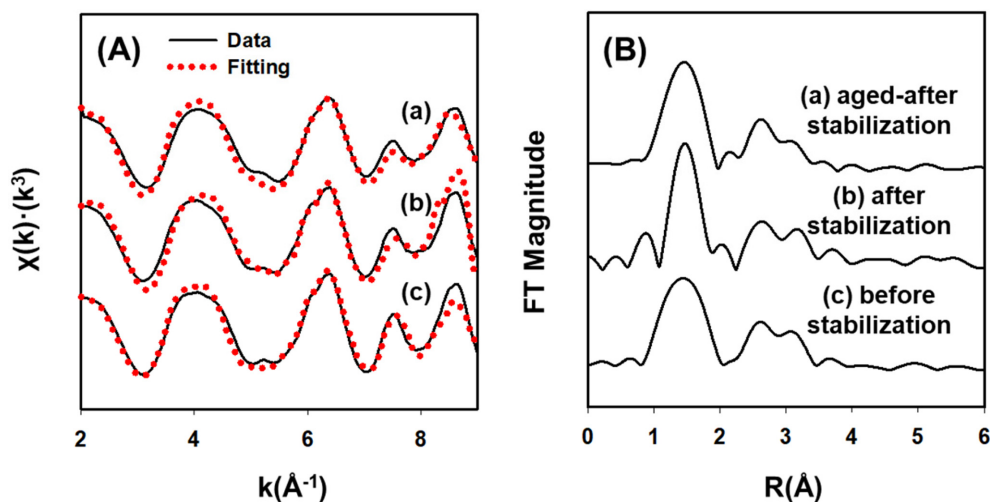 (A)
Data
Fitting
(a)
(b)
(c)
χ(k)·(k³)
2
4
6
8
k(Å⁻¹)
(B)
(a) aged-after
stabilization
(b) after
stabilization
(c) before
stabilization
FT Magnitude
0
1
2
3
4
5
6
R(Å)